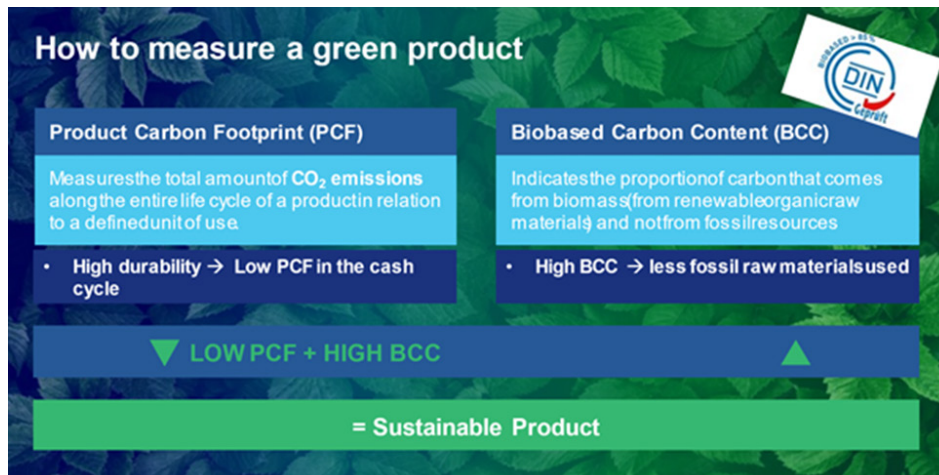 How to measure a green product
BIOBASED > 85%
DIN
Geprüft
Product Carbon Footprint (PCF)
Measuresthe total amountof CO₂ emissions
alongthe entirelife cycle of a productin relation
to a definedunit of use.
• High durability → Low PCF in the cash
cycle
Biobased Carbon Content (BCC)
Indicatesthe proportionof carbonthat comes
from biomass(from renewableorganicraw
materials) and notfrom fossilresources
• High BCC → less fossil raw materialsused
▼ LOW PCF + HIGH BCC ▲
= Sustainable Product